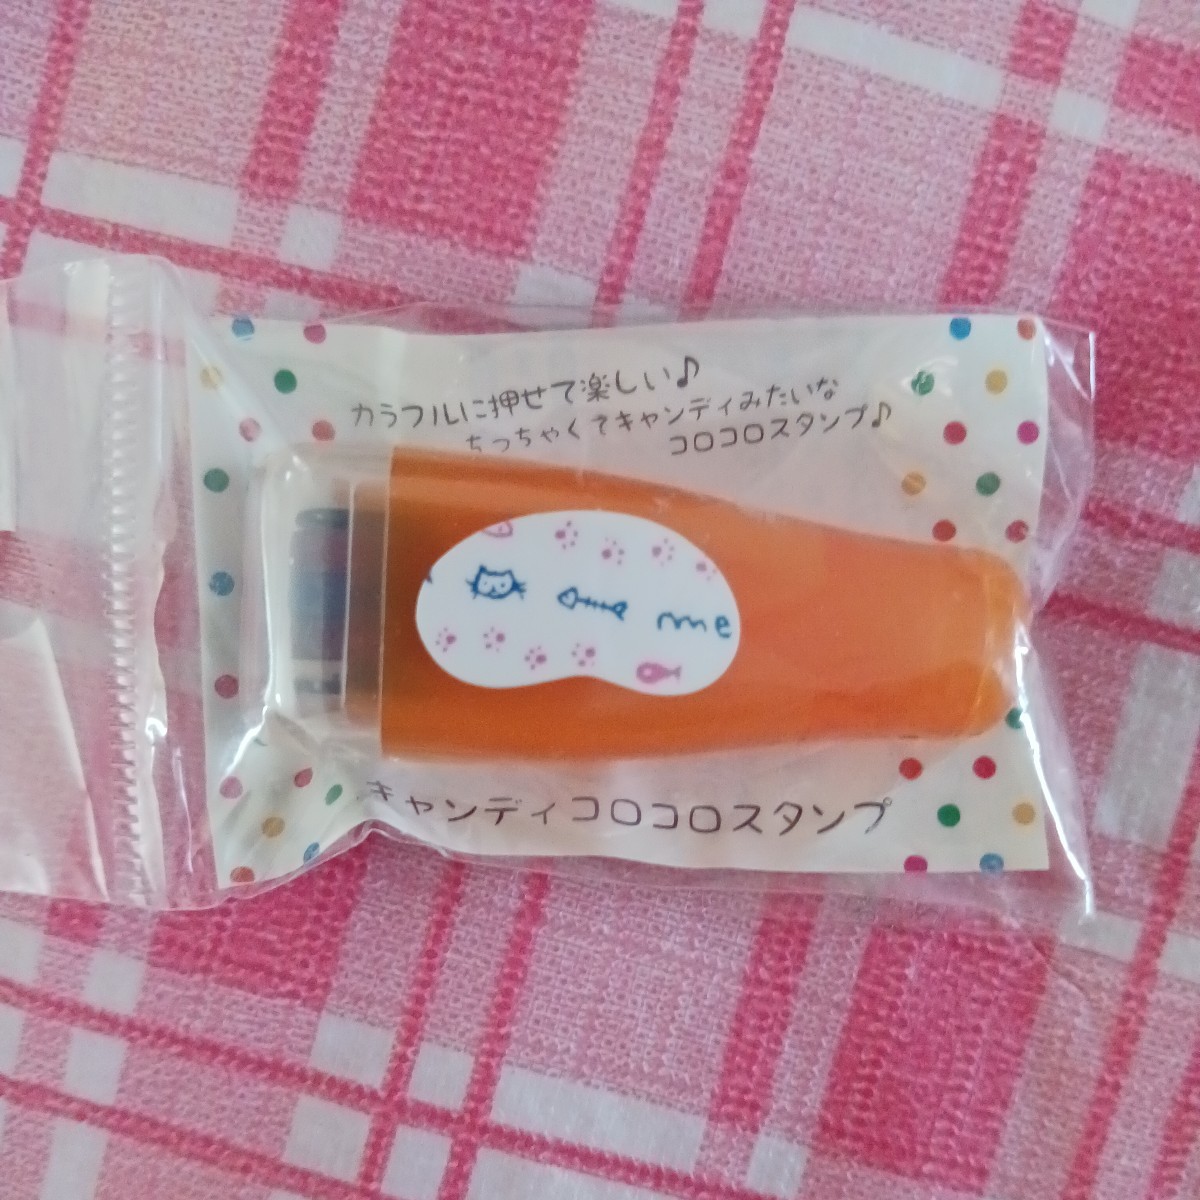 カラフルに押せて楽しい♪
ちっちゃくてキャンディみたいな
コロコロスタンプ♪
me
キャンディコロコロスタンプ